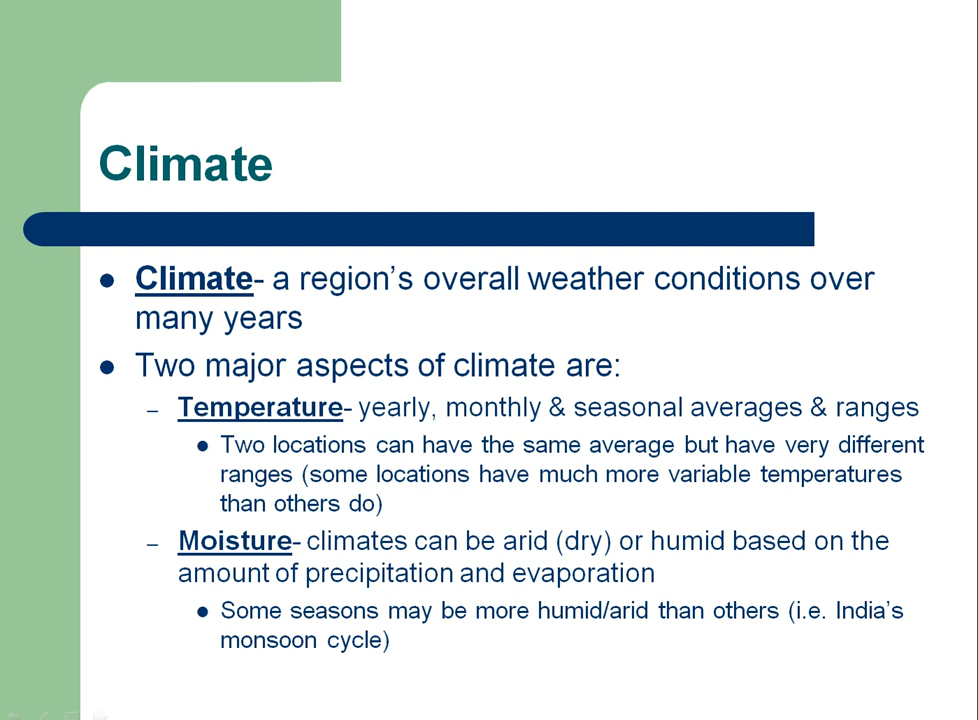 Climate
Climate- a region's overall weather conditions over
many years
Two major aspects of climate are:
– Temperature- yearly, monthly & seasonal averages & ranges
Two locations can have the same average but have very different
ranges (some locations have much more variable temperatures
than others do)
– Moisture- climates can be arid (dry) or humid based on the
amount of precipitation and evaporation
Some seasons may be more humid/arid than others (i.e. India's
monsoon cycle)